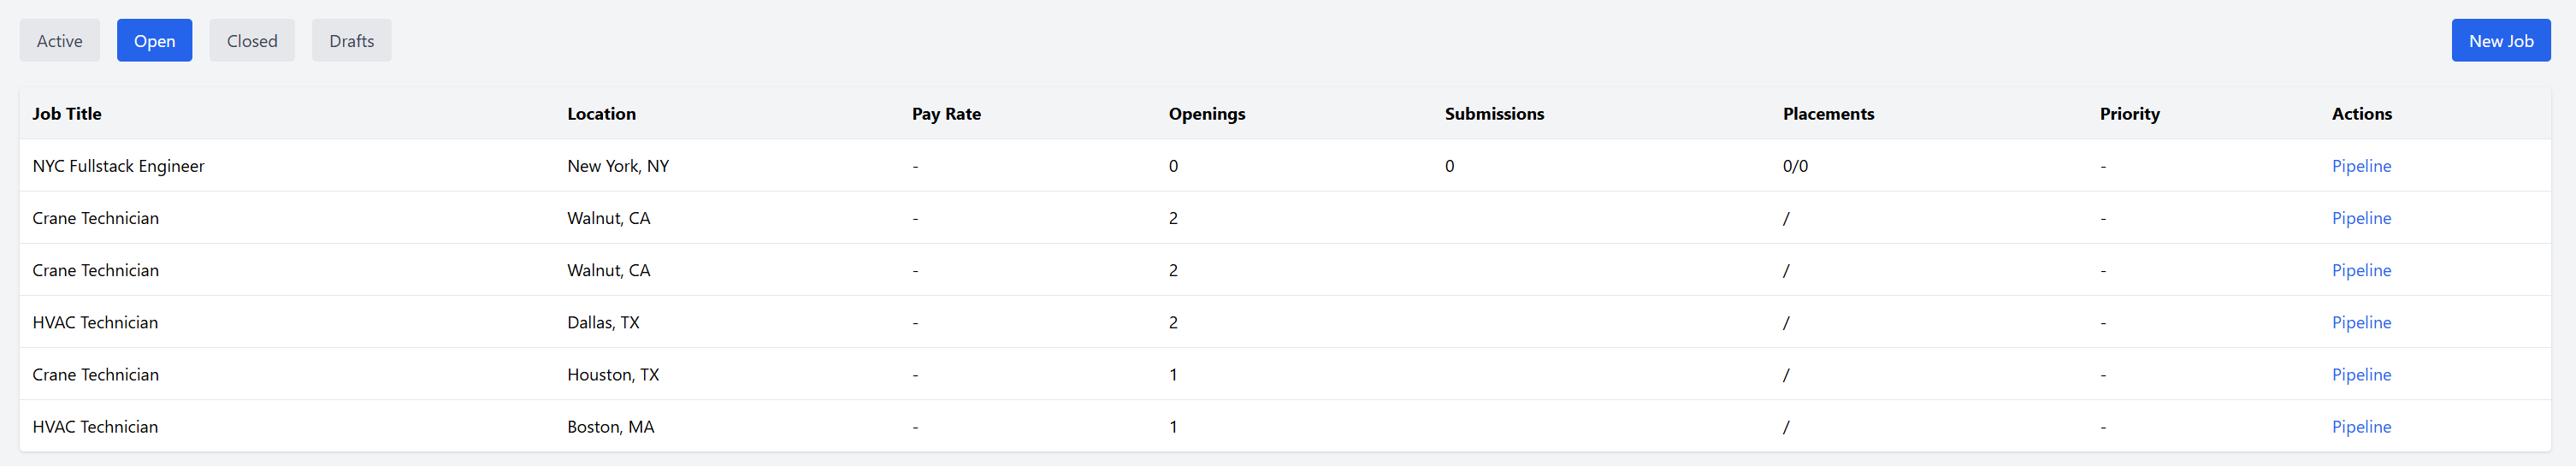 Active Open Closed Drafts New Job
Job Title Location Pay Rate Openings Submissions Placements Priority Actions
NYC Fullstack Engineer New York, NY - 0 0 0/0 - Pipeline
Crane Technician Walnut, CA - 2 / - Pipeline
Crane Technician Walnut, CA - 2 / - Pipeline
HVAC Technician Dallas, TX - 2 / - Pipeline
Crane Technician Houston, TX - 1 / - Pipeline
HVAC Technician Boston, MA - 1 / - Pipeline